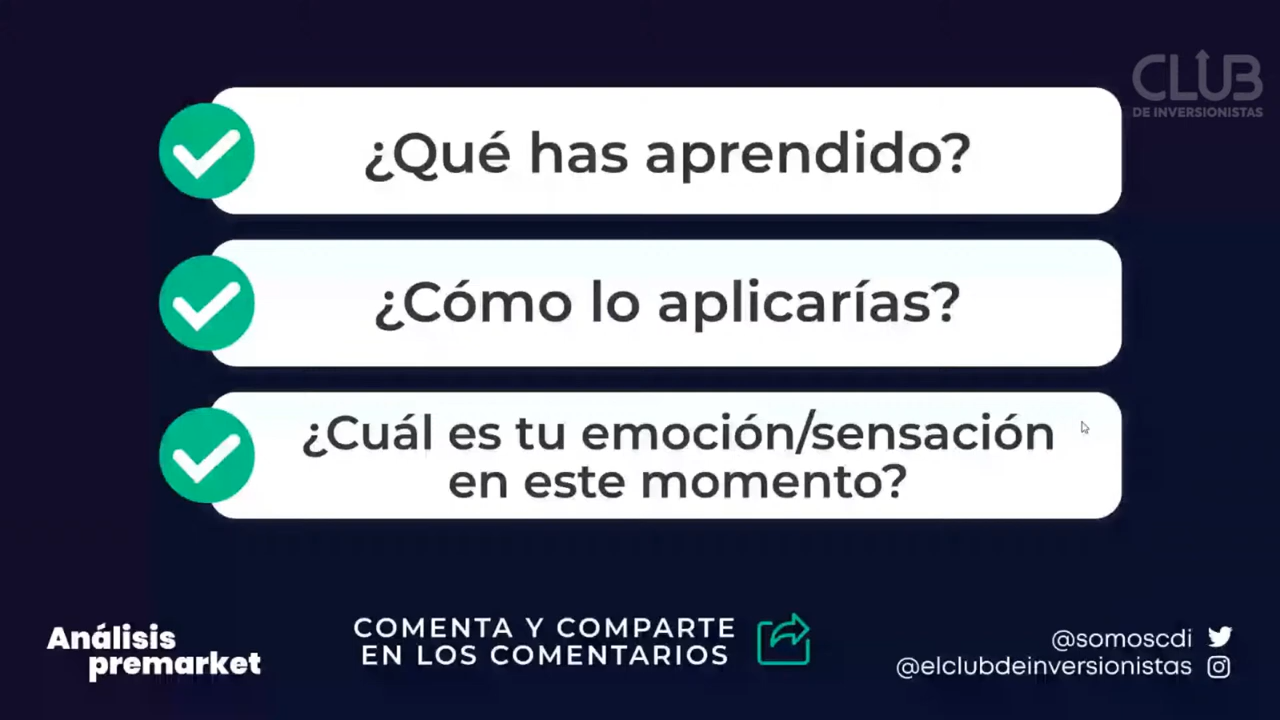 CLUB
DE INVERSIONISTAS
¿Qué has aprendido?
¿Cómo lo aplicarías?
¿Cuál es tu emoción/sensación
en este momento?
Análisis
premarket
COMENTA Y COMPARTE
EN LOS COMENTARIOS
@somoscdi
@elclubdeinversionistas